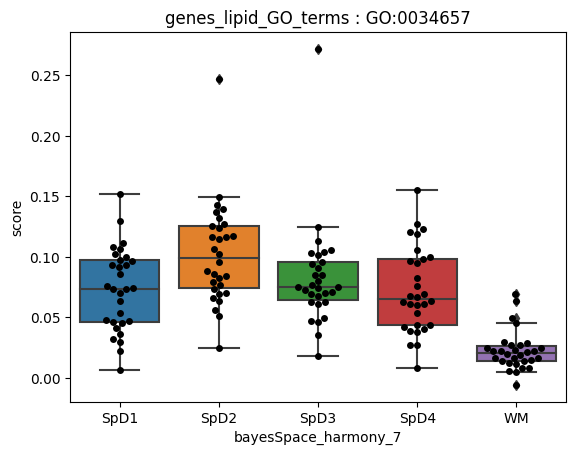 genes_lipid_GO_terms : GO:0034657
0.25
0.20
0.15
0.10
0.05
0.00
score
SpD1 SpD2 SpD3 SpD4 WM
bayesSpace_harmony_7